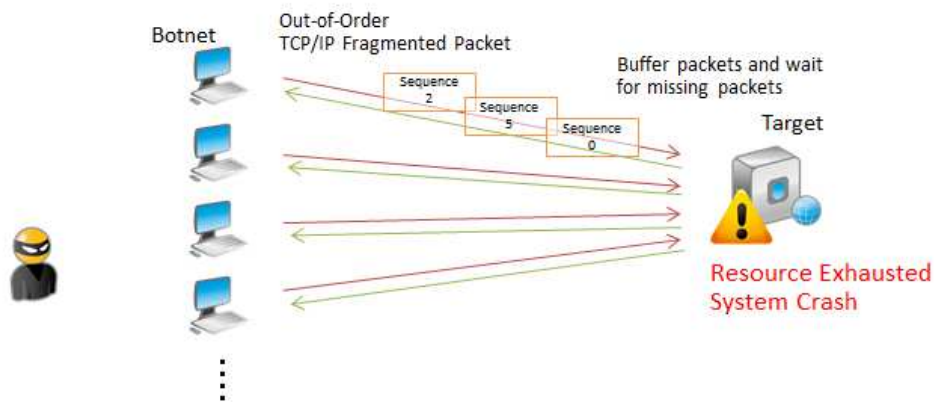 Out-of-Order
TCP/IP Fragmented Packet
Botnet
Buffer packets and wait
for missing packets
Sequence
2
Sequence
5
Sequence
0
Target
Resource Exhausted
System Crash